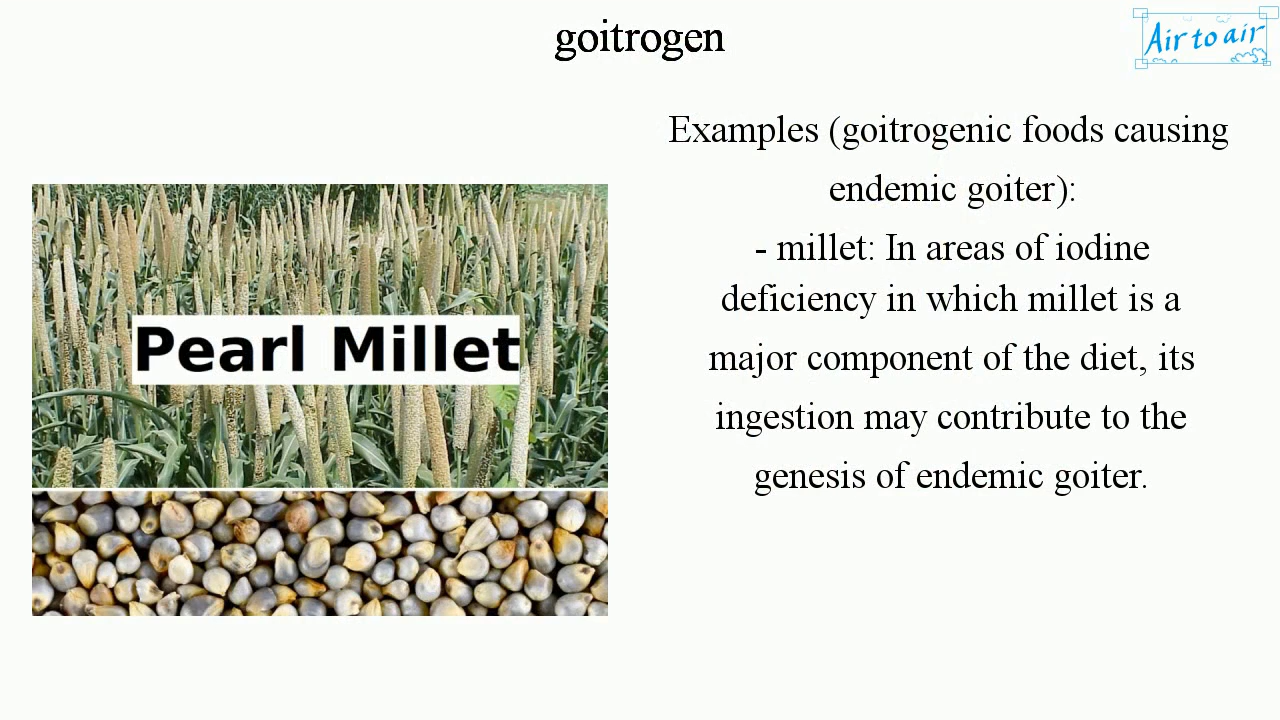 goitrogen
Air to air
Examples (goitrogenic foods causing
endemic goiter):
- millet: In areas of iodine
deficiency in which millet is a
major component of the diet, its
ingestion may contribute to the
genesis of endemic goiter.
Pearl Millet